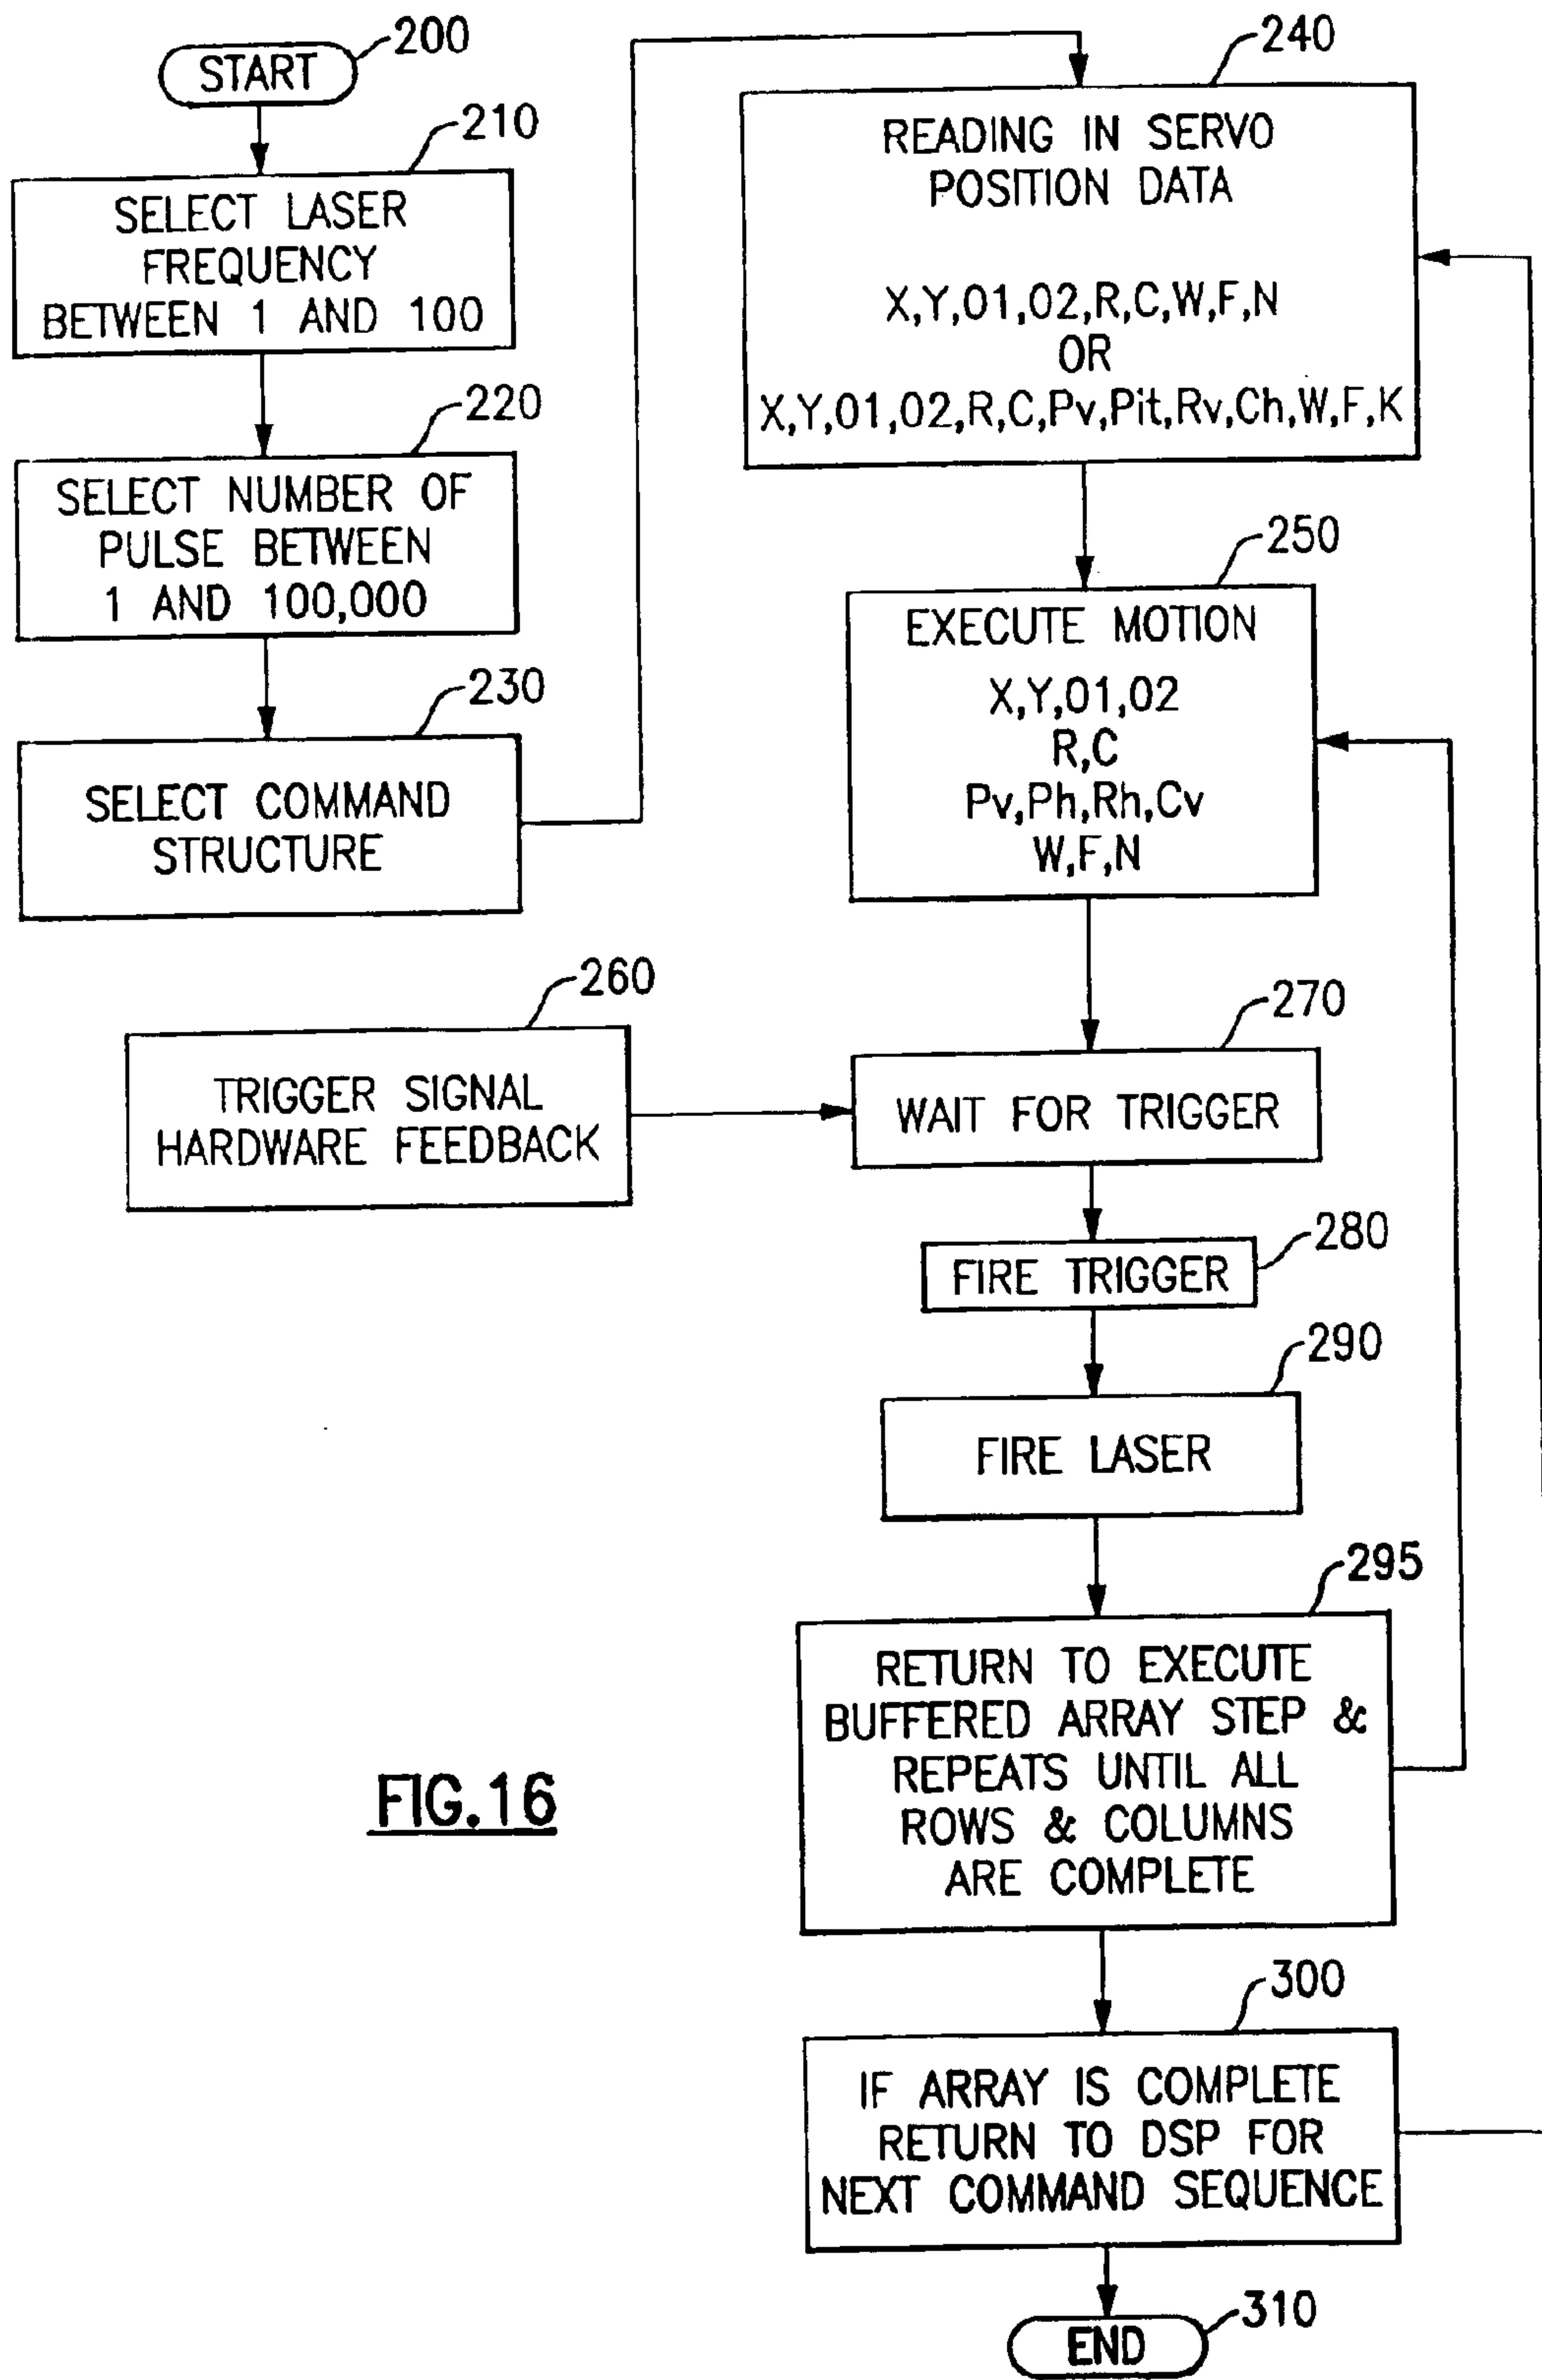 START
200
210
SELECT LASER
FREQUENCY
BETWEEN 1 AND 100
220
SELECT NUMBER OF
PULSE BETWEEN
1 AND 100,000
230
SELECT COMMAND
STRUCTURE
240
READING IN SERVO
POSITION DATA
X,Y,01,02,R,C,W,F,N
OR
X,Y,01,02,R,C,Pv,Pit,Rv,Ch,W,F,K
250
EXECUTE MOTION
X,Y,01,02
R,C
Pv,Ph,Rh,Cv
W,F,N
260
TRIGGER SIGNAL
HARDWARE FEEDBACK
270
WAIT FOR TRIGGER
280
FIRE TRIGGER
290
FIRE LASER
295
RETURN TO EXECUTE
BUFFERED ARRAY STEP &
REPEATS UNTIL ALL
ROWS & COLUMNS
ARE COMPLETE
300
IF ARRAY IS COMPLETE
RETURN TO DSP FOR
NEXT COMMAND SEQUENCE
310
END
FIG.16